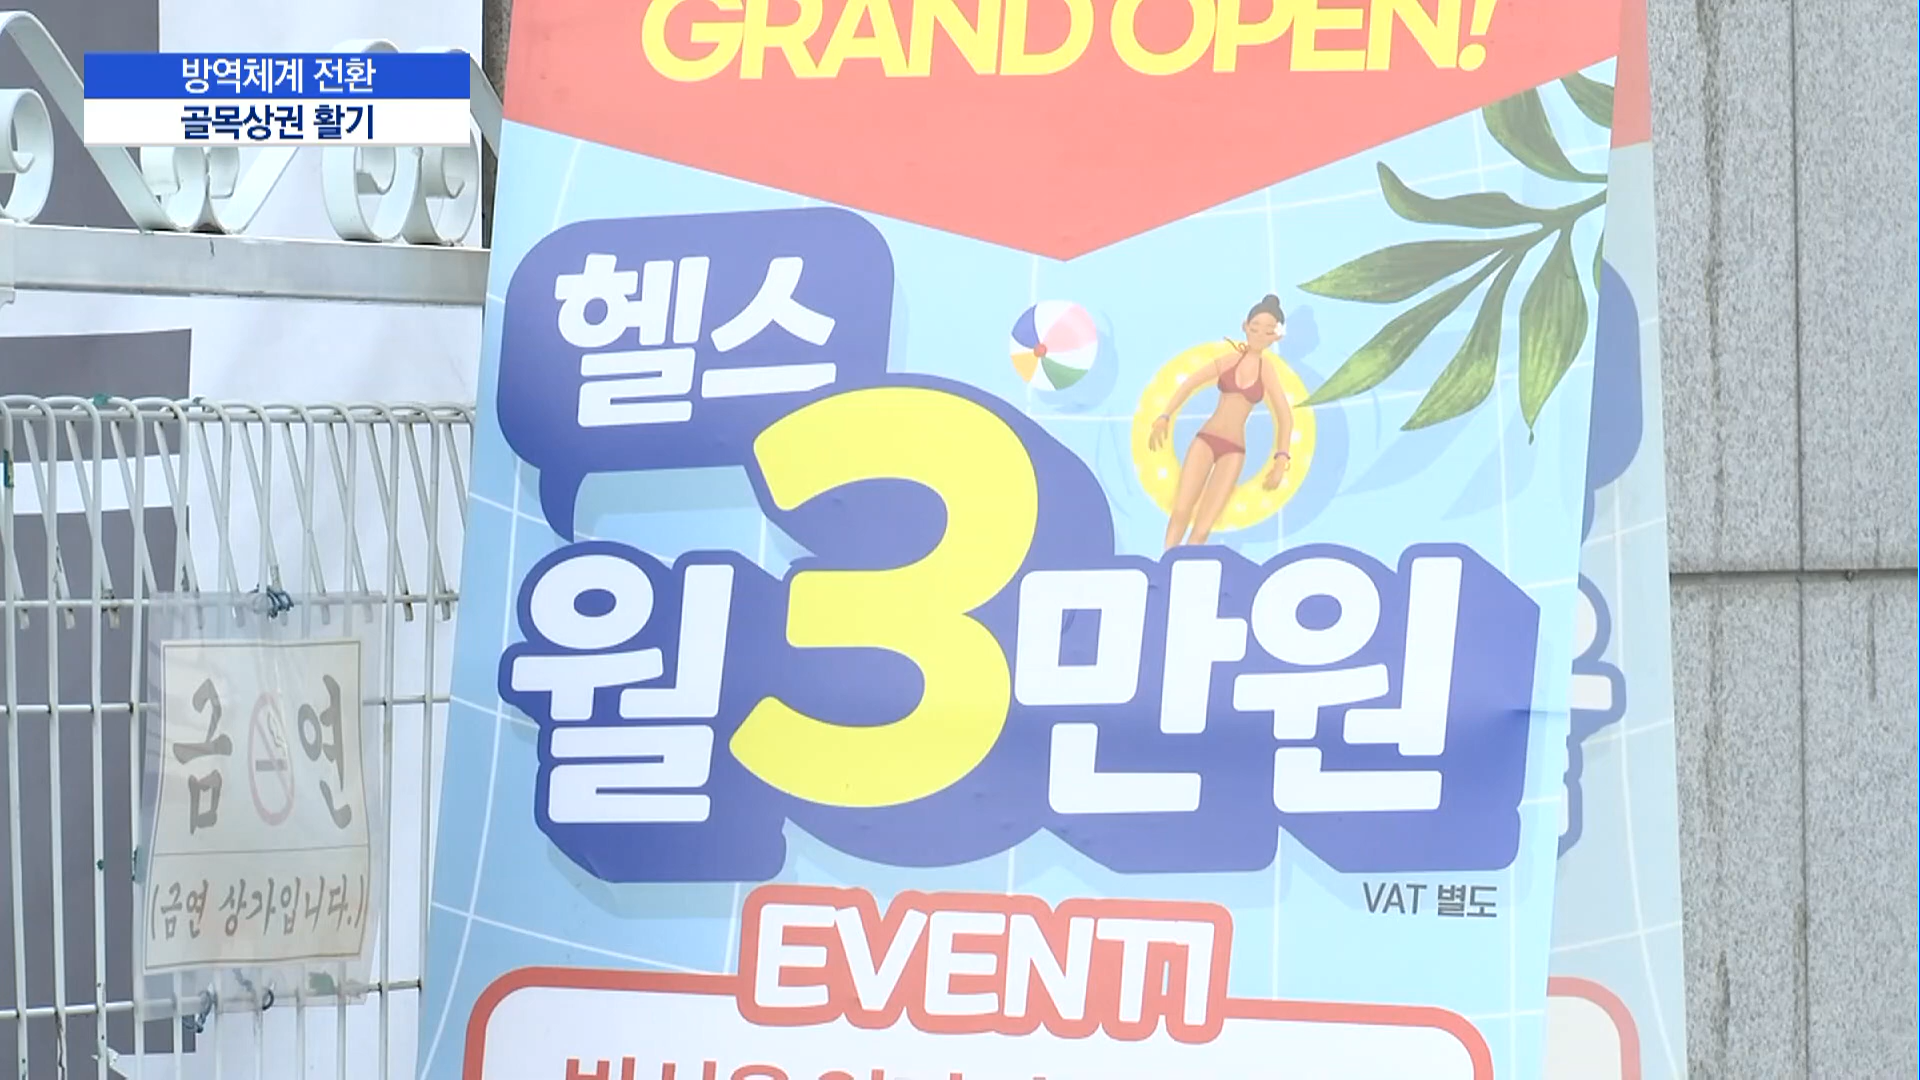 방역체계 전환
골목상권 활기
GRAND OPEN!
헬스
월 3만원
VAT 별도
EVENT1
금연
(금연 상가입니다.)